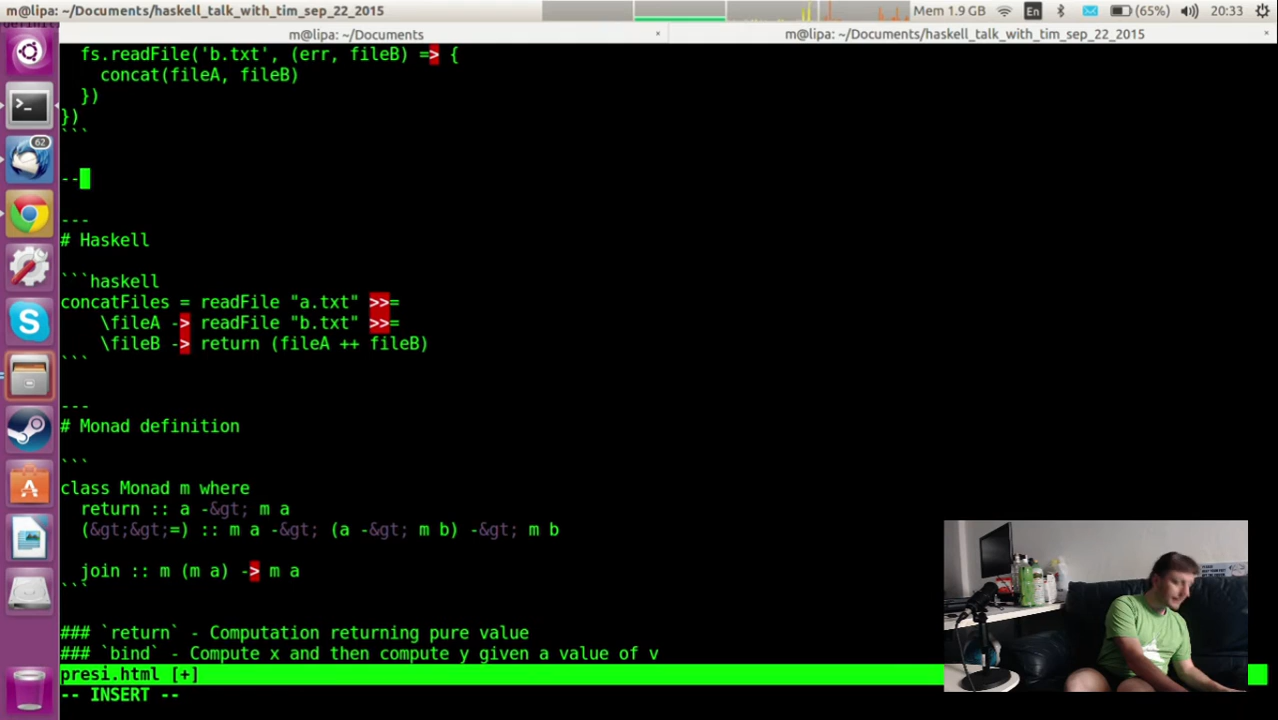 m@lipa: ~/Documents/haskell_talk_with_tim_sep_22_2015
Mem 1.9 GB
En
(65%)
20:33
m@lipa: ~/Documents
×
m@lipa: ~/Documents/haskell_talk_with_tim_sep_22_2015
×
62
  fs.readFile('b.txt', (err, fileB) => {
    concat(fileA, fileB)
  })
})
```
--
---
# Haskell
```haskell
concatFiles = readFile "a.txt" >>=
    \fileA -> readFile "b.txt" >>=
    \fileB -> return (fileA ++ fileB)
```
---
# Monad definition
```
class Monad m where
  return :: a -&gt; m a
  (&gt;&gt;=) :: m a -&gt; (a -&gt; m b) -&gt; m b
  join :: m (m a) -> m a
```
### `return` - Computation returning pure value
### `bind` - Compute x and then compute y given a value of v
presi.html [+]
-- INSERT --